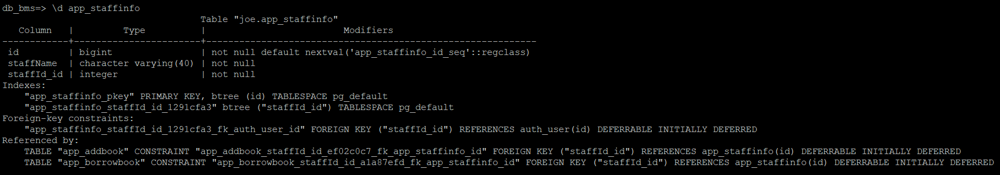 db_bms=> \d app_staffinfo
                                    Table "joe.app_staffinfo"
   Column   |         Type          |                         Modifiers
------------+-----------------------+------------------------------------------------------------
 id         | bigint                | not null default nextval('app_staffinfo_id_seq'::regclass)
 staffName  | character varying(40) | not null
 staffId_id | integer               | not null
Indexes:
    "app_staffinfo_pkey" PRIMARY KEY, btree (id) TABLESPACE pg_default
    "app_staffinfo_staffId_id_1291cfa3" btree ("staffId_id") TABLESPACE pg_default
Foreign-key constraints:
    "app_staffinfo_staffId_id_1291cfa3_fk_auth_user_id" FOREIGN KEY ("staffId_id") REFERENCES auth_user(id) DEFERRABLE INITIALLY DEFERRED
Referenced by:
    TABLE "app_addbook" CONSTRAINT "app_addbook_staffId_id_ef02c0c7_fk_app_staffinfo_id" FOREIGN KEY ("staffId_id") REFERENCES app_staffinfo(id) DEFERRABLE INITIALLY DEFERRED
    TABLE "app_borrowbook" CONSTRAINT "app_borrowbook_staffId_id_a1a87efd_fk_app_staffinfo_id" FOREIGN KEY ("staffId_id") REFERENCES app_staffinfo(id) DEFERRABLE INITIALLY DEFERRED